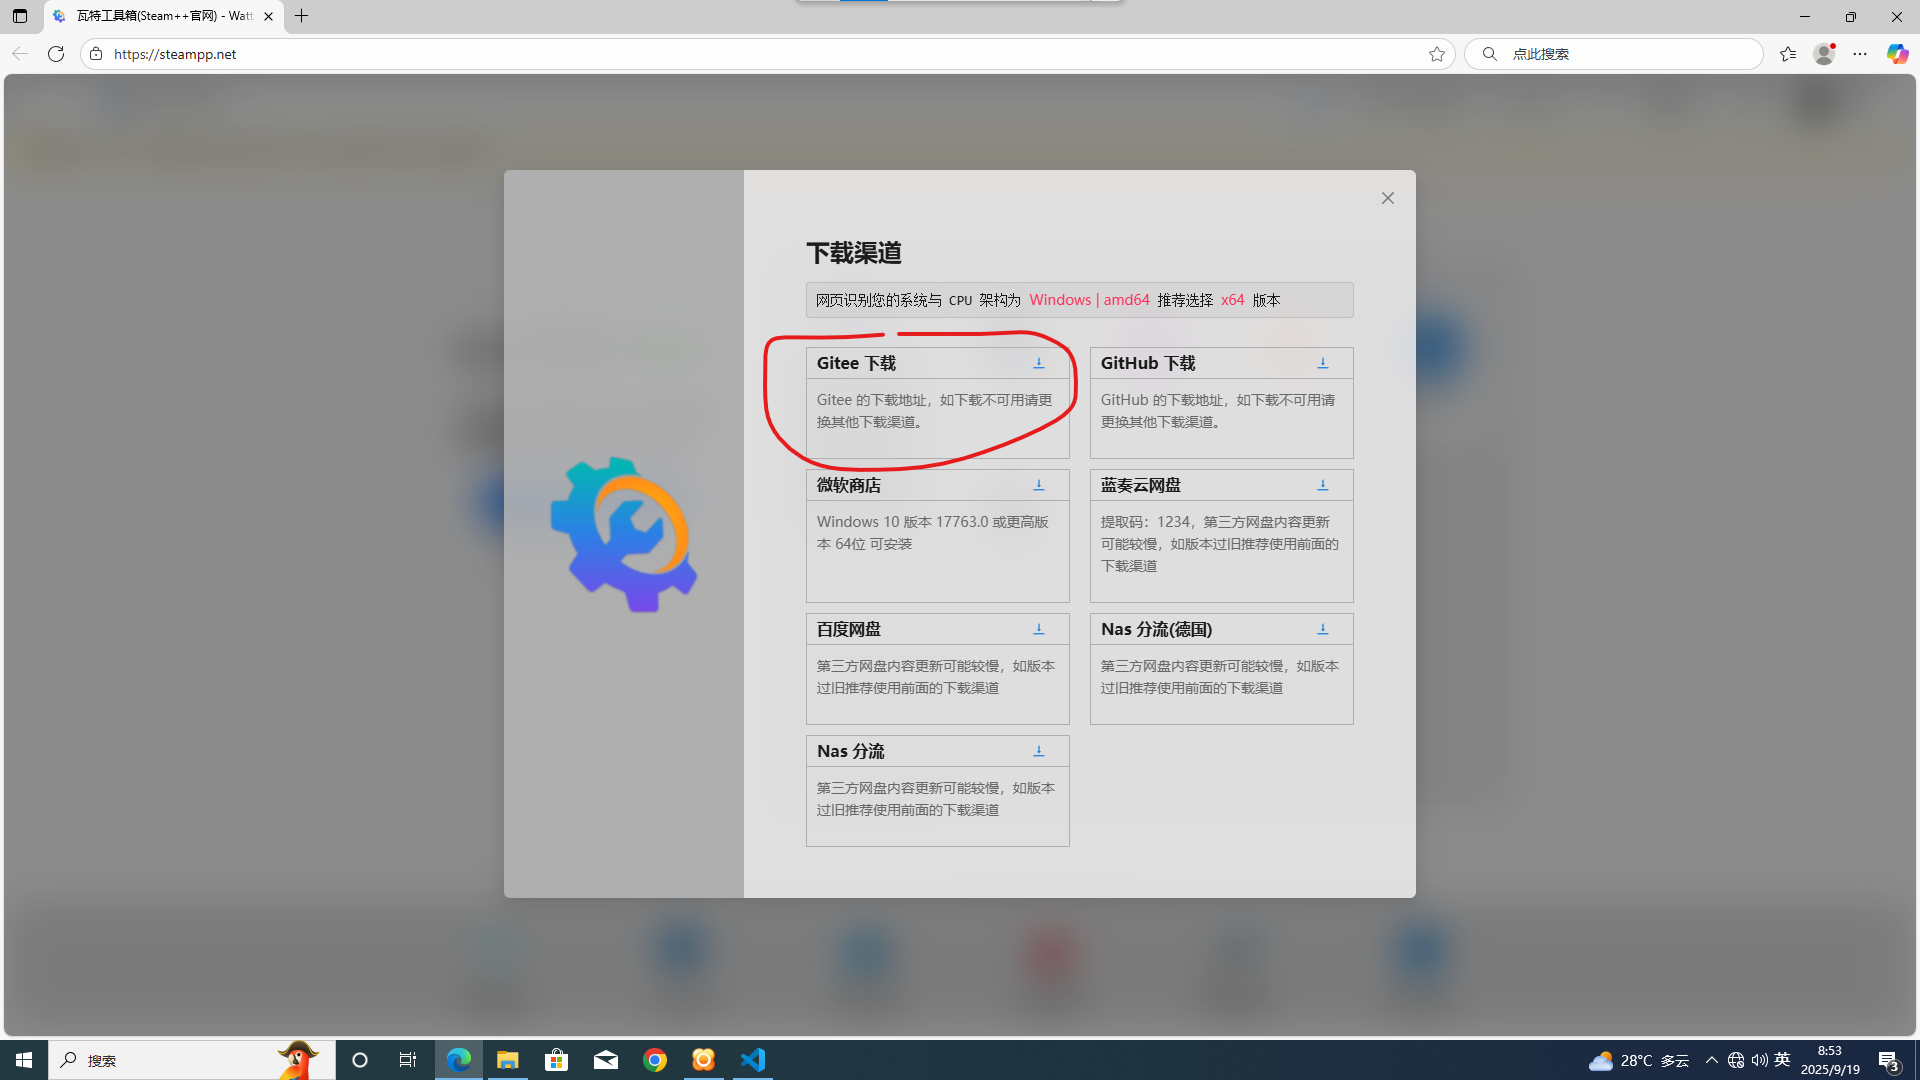 瓦特工具箱(Steam++官网) - Watt
https://steampp.net
点此搜索
下载渠道
网页识别您的系统与 CPU 架构为 Windows | amd64 推荐选择 x64 版本
Gitee 下载
Gitee 的下载地址，如下载不可用请更
换其他下载渠道。
GitHub 下载
GitHub 的下载地址，如下载不可用请
更换其他下载渠道。
微软商店
Windows 10 版本 17763.0 或更高版
本 64位 可安装
蓝奏云网盘
提取码：1234，第三方网盘内容更新
可能较慢，如版本过旧推荐使用前面的
下载渠道
百度网盘
第三方网盘内容更新可能较慢，如版本
过旧推荐使用前面的下载渠道
Nas 分流(德国)
第三方网盘内容更新可能较慢，如版本
过旧推荐使用前面的下载渠道
Nas 分流
第三方网盘内容更新可能较慢，如版本
过旧推荐使用前面的下载渠道
搜索
28°C 多云
英
8:53
2025/9/19
3